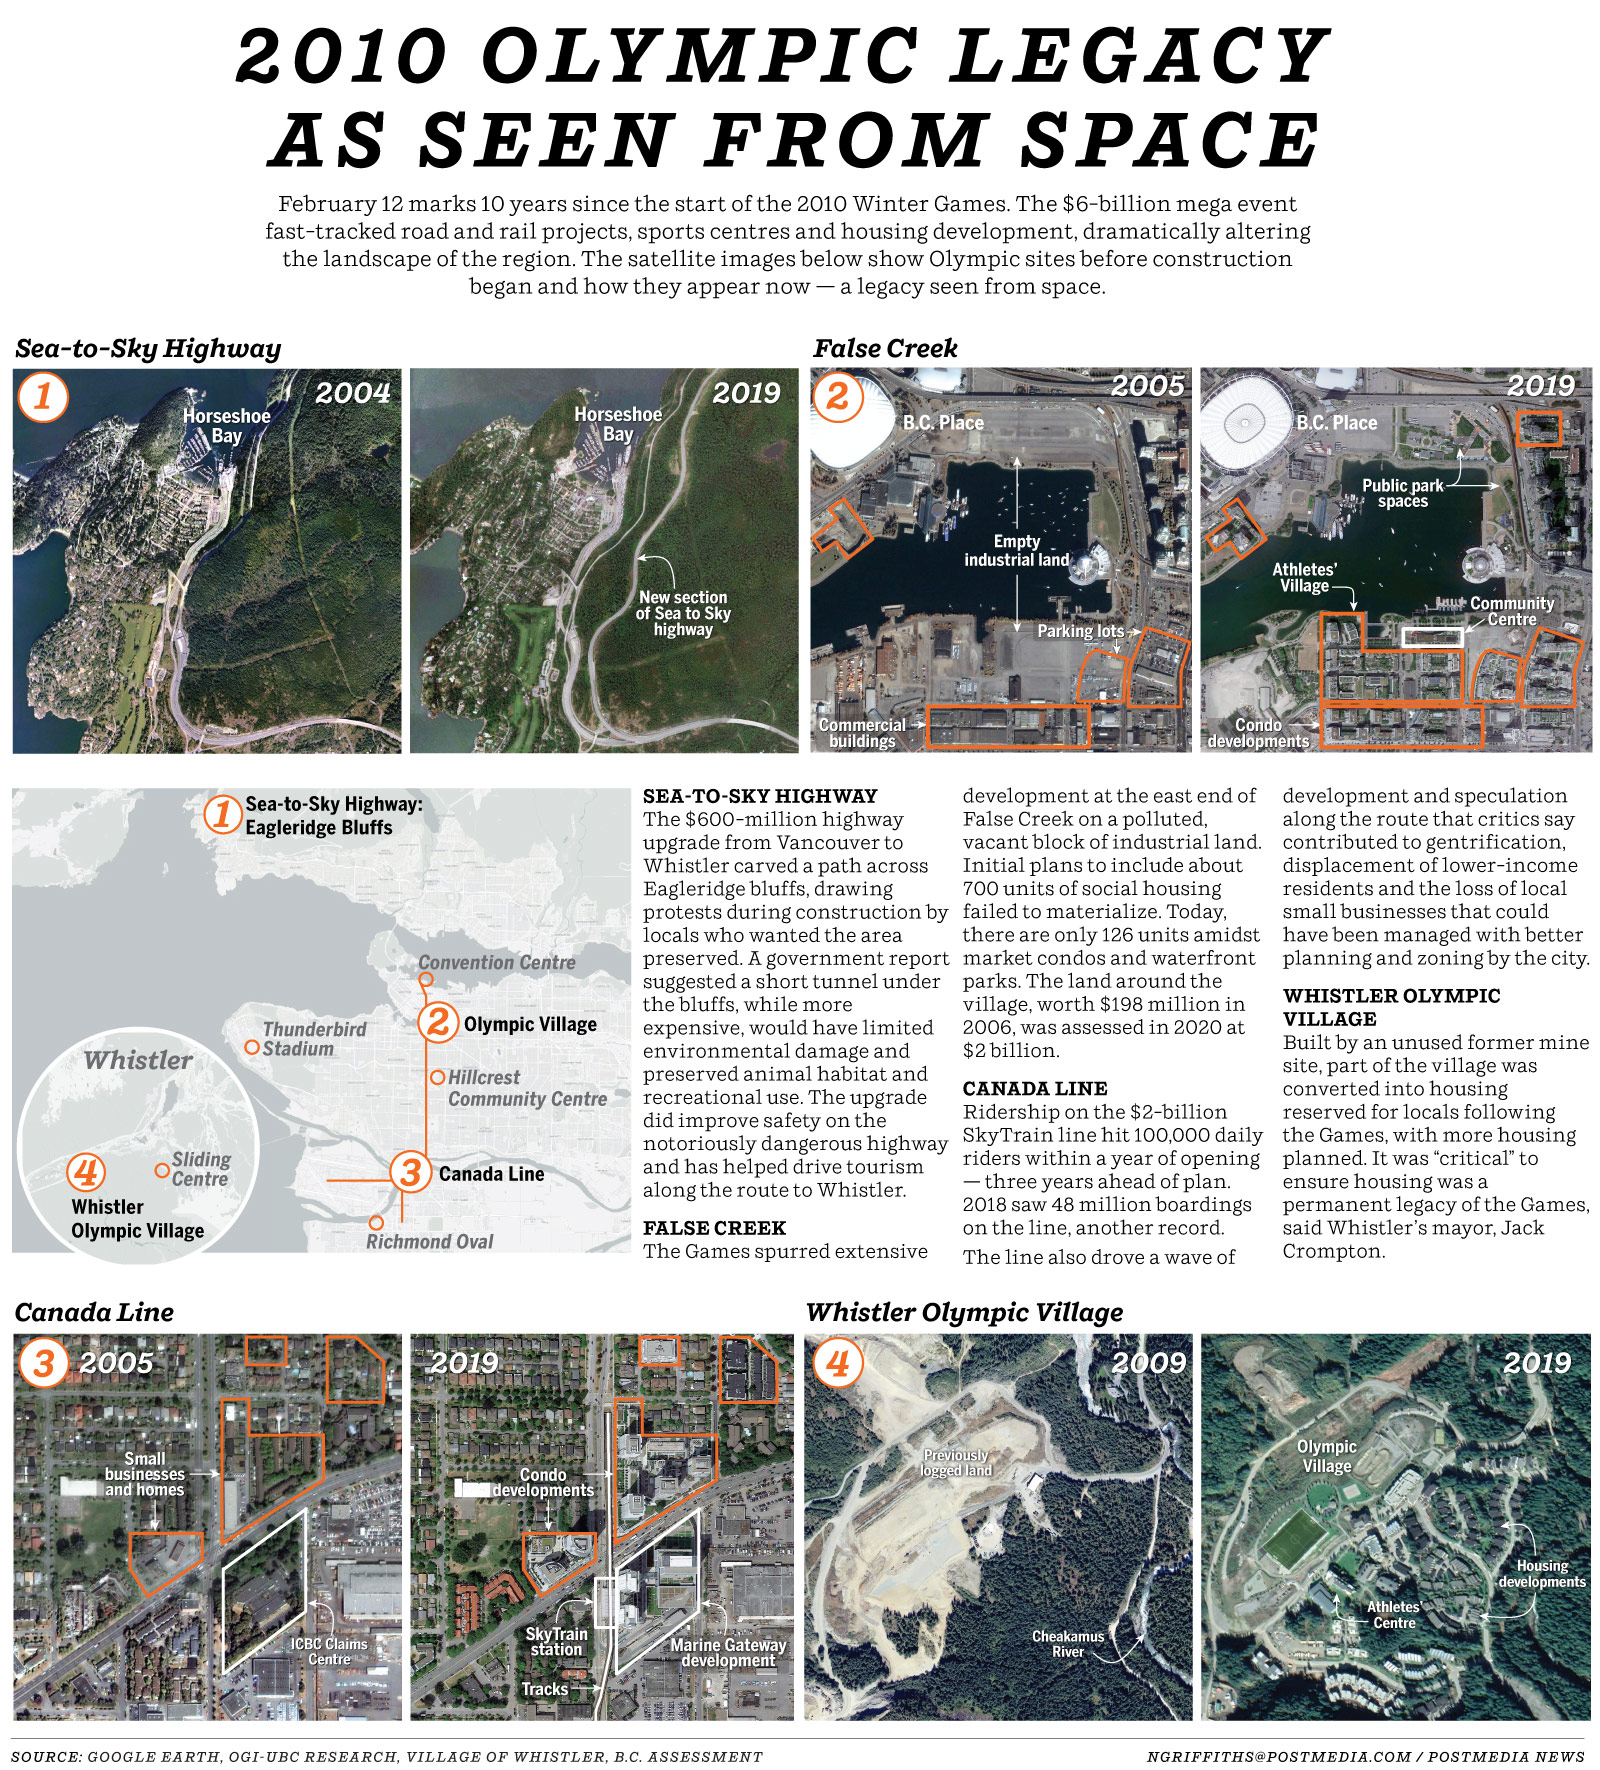 2010 OLYMPIC LEGACY
AS SEEN FROM SPACE
February 12 marks 10 years since the start of the 2010 Winter Games. The $6-billion mega event
fast-tracked road and rail projects, sports centres and housing development, dramatically altering
the landscape of the region. The satellite images below show Olympic sites before construction
began and how they appear now — a legacy seen from space.
Sea-to-Sky Highway
1
2004
Horseshoe
Bay
2019
Horseshoe
Bay
New section
of Sea to Sky
highway
False Creek
2
2005
B.C. Place
Empty
industrial land
Parking lots
Commercial
buildings
2019
B.C. Place
Public park
spaces
Athletes'
Village
Community
Centre
Condo
developments
1
Sea-to-Sky Highway:
Eagleridge Bluffs
Convention Centre
2
Olympic Village
Thunderbird
Stadium
Hillcrest
Community Centre
3
Canada Line
Richmond Oval
Whistler
Sliding
Centre
4
Whistler
Olympic Village
SEA-TO-SKY HIGHWAY
The $600-million highway
upgrade from Vancouver to
Whistler carved a path across
Eagleridge bluffs, drawing
protests during construction by
locals who wanted the area
preserved. A government report
suggested a short tunnel under
the bluffs, while more
expensive, would have limited
environmental damage and
preserved animal habitat and
recreational use. The upgrade
did improve safety on the
notoriously dangerous highway
and has helped drive tourism
along the route to Whistler.
FALSE CREEK
The Games spurred extensive
development at the east end of
False Creek on a polluted,
vacant block of industrial land.
Initial plans to include about
700 units of social housing
failed to materialize. Today,
there are only 126 units amidst
market condos and waterfront
parks. The land around the
village, worth $198 million in
2006, was assessed in 2020 at
$2 billion.
CANADA LINE
Ridership on the $2-billion
SkyTrain line hit 100,000 daily
riders within a year of opening
— three years ahead of plan.
2018 saw 48 million boardings
on the line, another record.
The line also drove a wave of
development and speculation
along the route that critics say
contributed to gentrification,
displacement of lower-income
residents and the loss of local
small businesses that could
have been managed with better
planning and zoning by the city.
WHISTLER OLYMPIC
VILLAGE
Built by an unused former mine
site, part of the village was
converted into housing
reserved for locals following
the Games, with more housing
planned. It was “critical” to
ensure housing was a
permanent legacy of the Games,
said Whistler’s mayor, Jack
Crompton.
Canada Line
3
2005
Small
businesses
and homes
ICBC Claims
Centre
2019
Condo
developments
SkyTrain
station
Marine Gateway
development
Tracks
Whistler Olympic Village
4
2009
Previously
logged land
Cheakamus
River
2019
Olympic
Village
Housing
developments
Athletes'
Centre
SOURCE: GOOGLE EARTH, OGI-UBC RESEARCH, VILLAGE OF WHISTLER, B.C. ASSESSMENT
NGRIFFITHS@POSTMEDIA.COM / POSTMEDIA NEWS